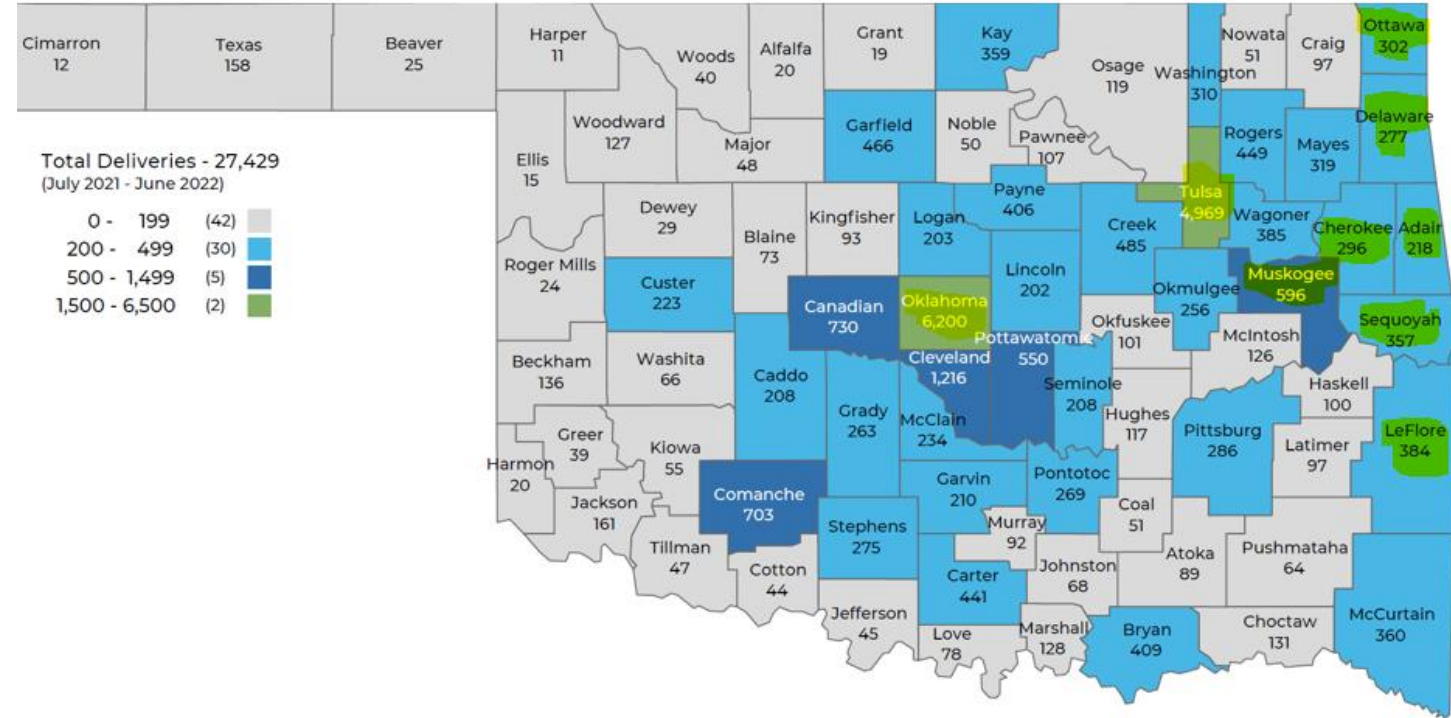 Cimarron
12
Texas
158
Beaver
25
Harper
11
Woods
40
Alfalfa
20
Grant
19
Kay
359
Osage
119
Washington
310
Nowata
51
Craig
97
Ottawa
302
Ellis
15
Woodward
127
Major
48
Garfield
466
Noble
50
Pawnee
107
Rogers
449
Mayes
319
Delaware
277
Total Deliveries - 27,429
(July 2021 - June 2022)
0 - 199 (42)
200 - 499 (30)
500 - 1,499 (5)
1,500 - 6,500 (2)
Roger Mills
24
Dewey
29
Blaine
73
Kingfisher
93
Logan
203
Payne
406
Creek
485
Tulsa
4,969
Wagoner
385
Cherokee
296
Adair
218
Custer
223
Canadian
730
Oklahoma
6,200
Lincoln
202
Okmulgee
256
Muskogee
596
Okfuskee
101
McIntosh
126
Sequoyah
357
Beckham
136
Washita
66
Caddo
208
Grady
263
Cleveland
1,216
Pottawatomie
550
McClain
234
Seminole
208
Hughes
117
Pittsburg
286
Haskell
100
Latimer
97
LeFlore
384
Harmon
20
Greer
39
Kiowa
55
Jackson
161
Comanche
703
Tillman
47
Cotton
44
Stephens
275
Garvin
210
Pontotoc
269
Murray
92
Coal
51
Johnston
68
Atoka
89
Pushmataha
64
Carter
441
Jefferson
45
Love
78
Marshall
128
Bryan
409
Choctaw
131
McCurtain
360